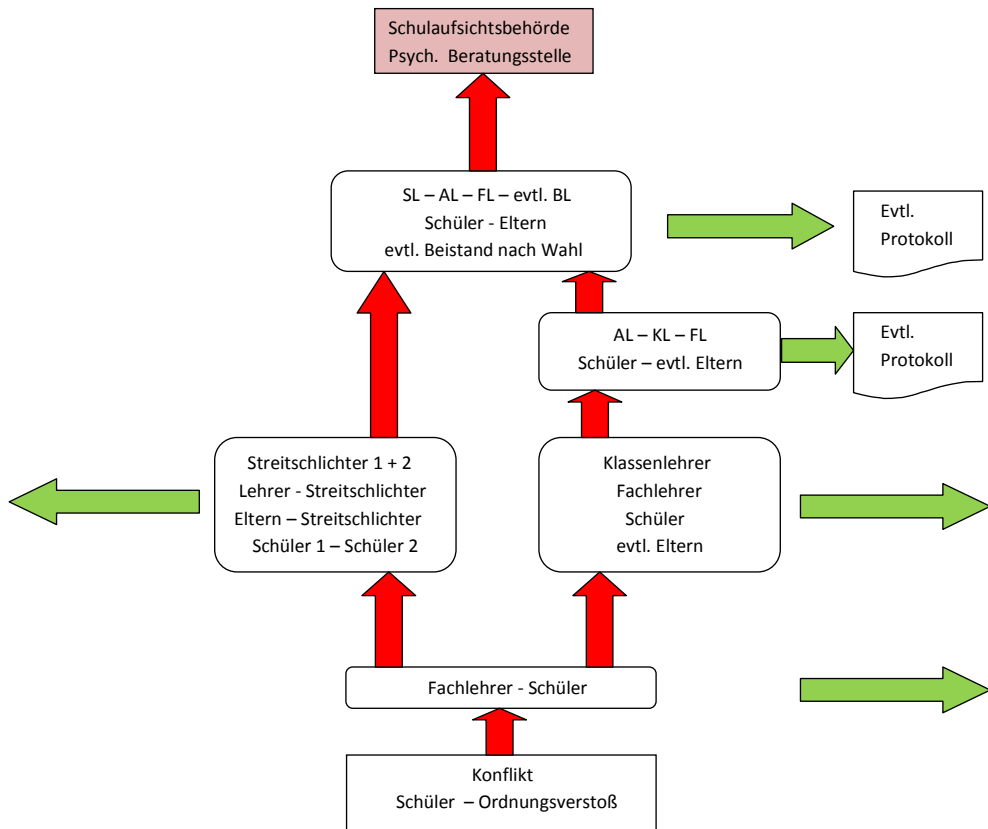 Schulaufsichtsbehörde
Psych. Beratungsstelle
SL – AL – FL – evtl. BL
Schüler - Eltern
evtl. Beistand nach Wahl
Evtl.
Protokoll
AL – KL – FL
Schüler – evtl. Eltern
Evtl.
Protokoll
Streitschlichter 1 + 2
Lehrer - Streitschlichter
Eltern – Streitschlichter
Schüler 1 – Schüler 2
Klassenlehrer
Fachlehrer
Schüler
evtl. Eltern
Fachlehrer - Schüler
Konflikt
Schüler – Ordnungsverstoß